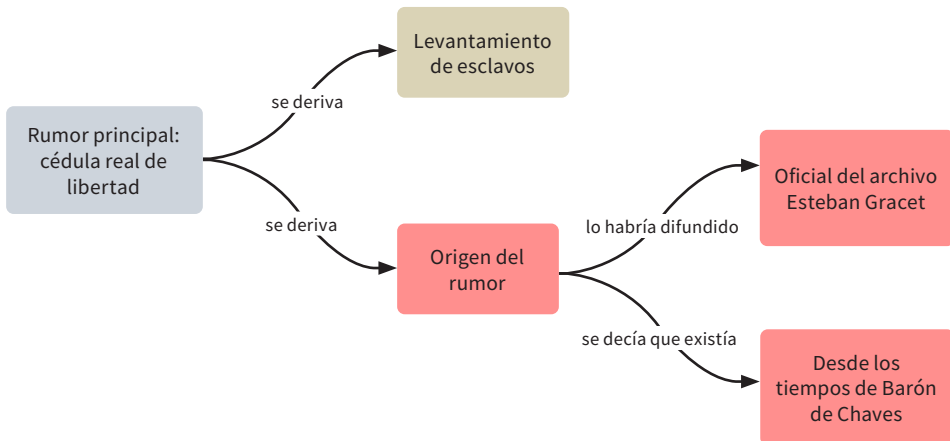 Levantamiento
de esclavos
se deriva
Rumor principal:
cédula real de
libertad
se deriva
Origen del
rumor
lo habría difundido
Oficial del archivo
Esteban Gracet
se decía que existía
Desde los
tiempos de Barón
de Chaves